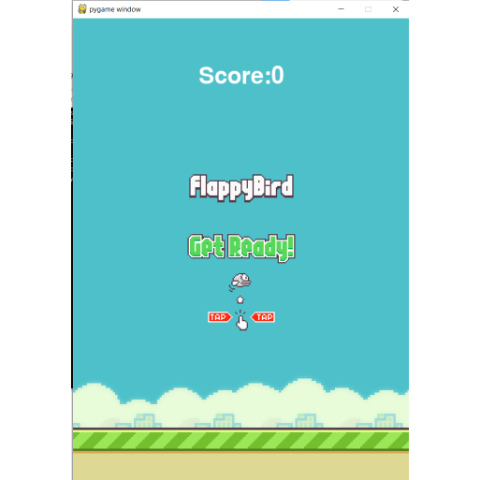 pygame window
Score:0
FlappyBird
Get Ready!
TAP TAP